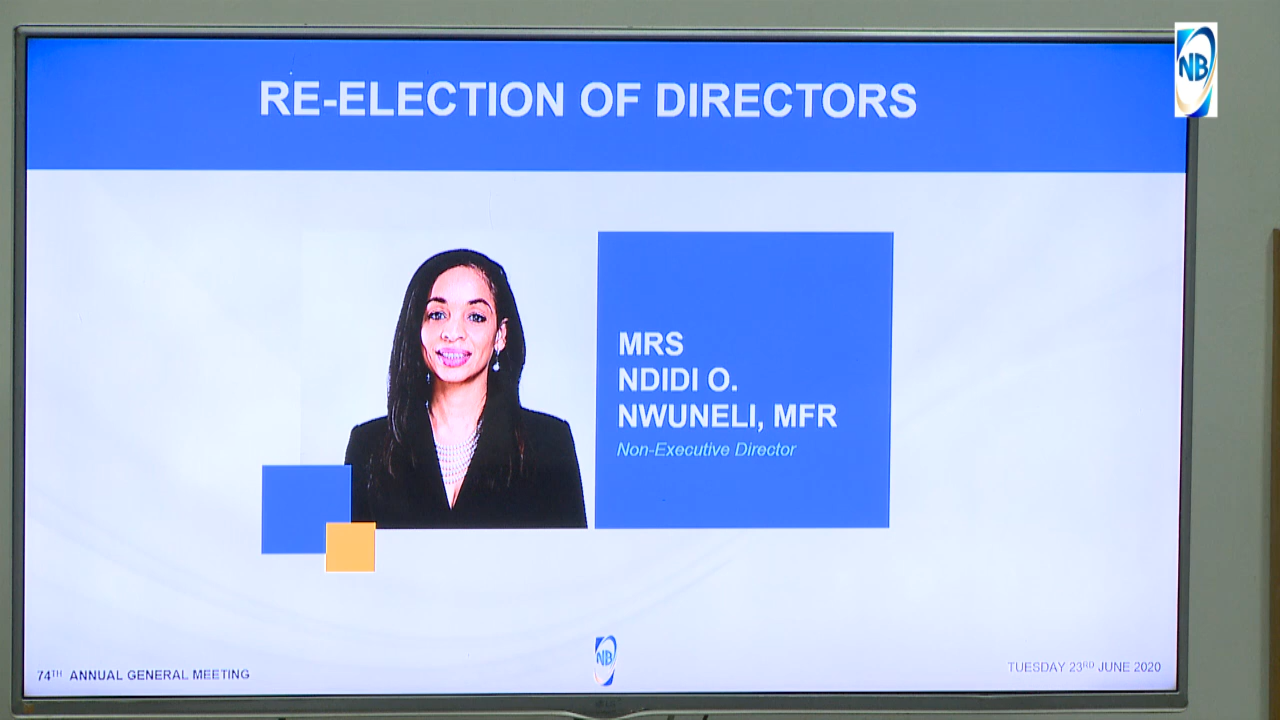 RE-ELECTION OF DIRECTORS
NB
MRS
NDIDI O.
NWUNELI, MFR
Non-Executive Director
74TH ANNUAL GENERAL MEETING
NB
TUESDAY 23RD JUNE 2020